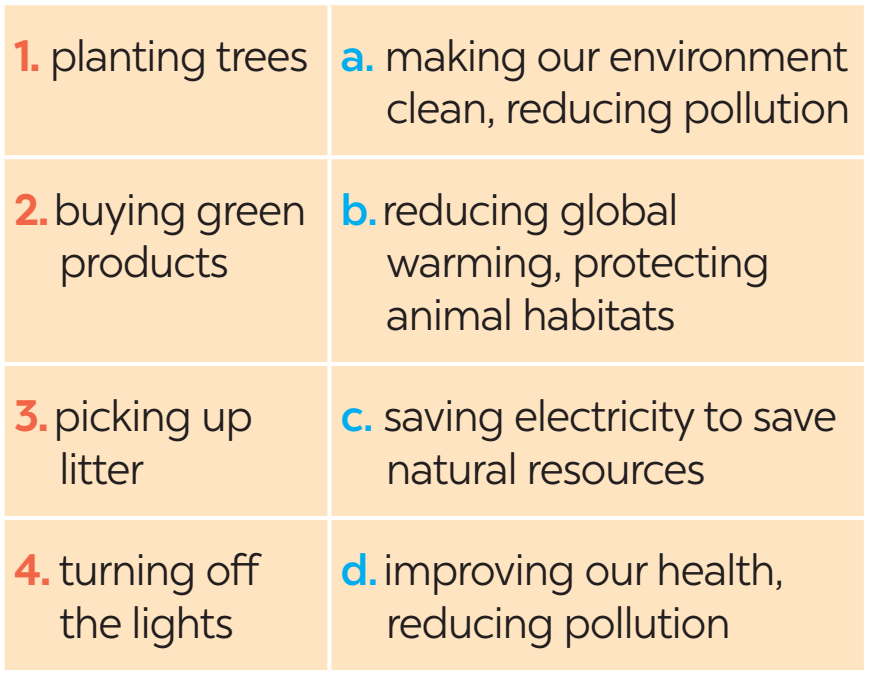 1. planting trees
a. making our environment
clean, reducing pollution
2. buying green
products
b. reducing global
warming, protecting
animal habitats
3. picking up
litter
c. saving electricity to save
natural resources
4. turning off
the lights
d. improving our health,
reducing pollution